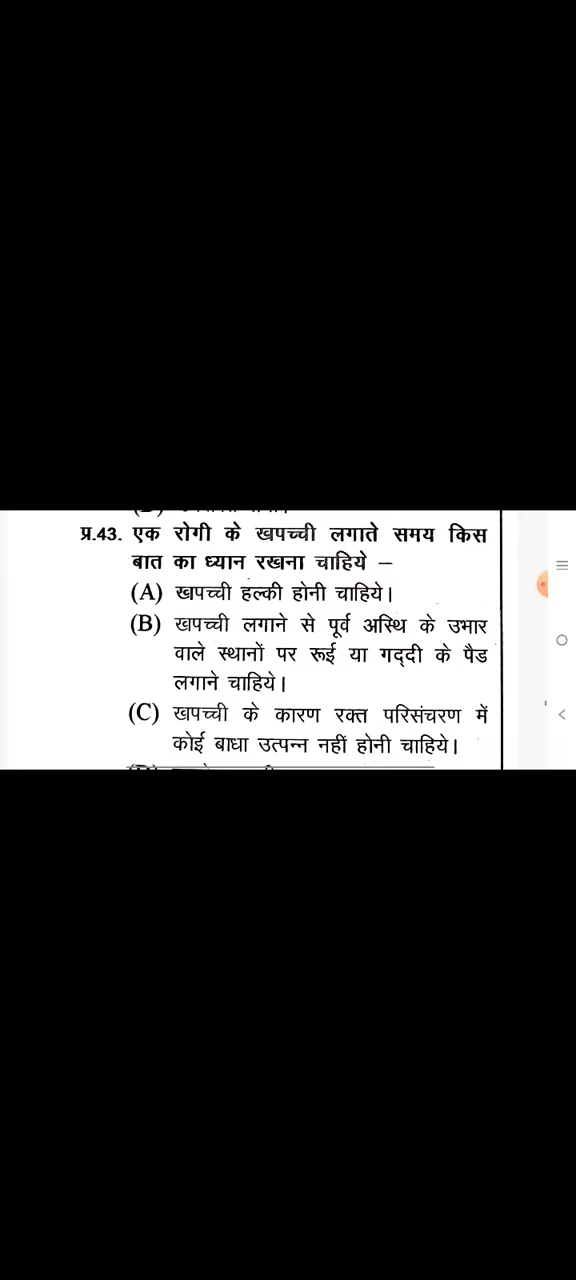 प्र.43. एक रोगी के खपच्ची लगाते समय किस
बात का ध्यान रखना चाहिये –
(A) खपच्ची हल्की होनी चाहिये।
(B) खपच्ची लगाने से पूर्व अस्थि के उभार
वाले स्थानों पर रूई या गद्दी के पैड
लगाने चाहिये।
(C) खपच्ची के कारण रक्त परिसंचरण में
कोई बाधा उत्पन्न नहीं होनी चाहिये।